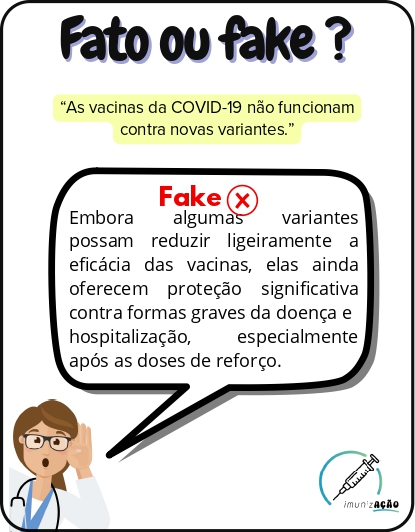 Fato ou fake ?
“As vacinas da COVID-19 não funcionam
contra novas variantes.”
Fake
Embora algumas variantes
possam reduzir ligeiramente a
eficácia das vacinas, elas ainda
oferecem proteção significativa
contra formas graves da doença e
hospitalização, especialmente
após as doses de reforço.
imunizAÇÃO